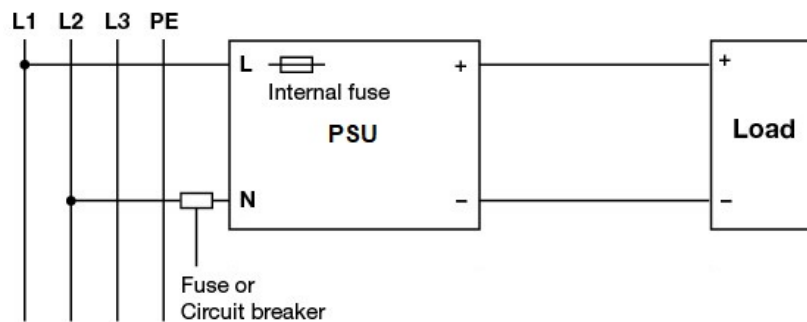 L1 L2 L3 PE
L
Internal fuse
PSU
N
+
−
+
−
Load
Fuse or
Circuit breaker